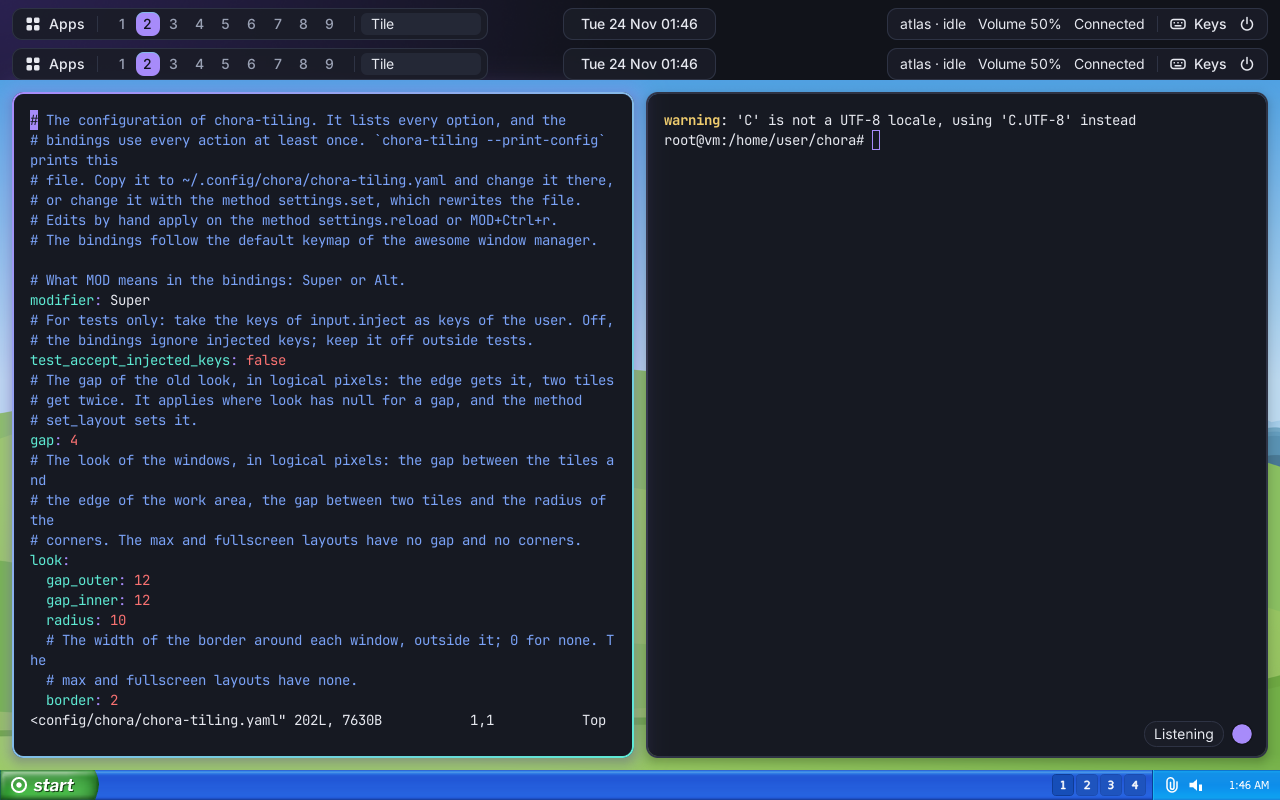 Apps 1 2 3 4 5 6 7 8 9 Tile Tue 24 Nov 01:46 atlas · idle Volume 50% Connected Keys
Apps 1 2 3 4 5 6 7 8 9 Tile Tue 24 Nov 01:46 atlas · idle Volume 50% Connected Keys
# The configuration of chora-tiling. It lists every option, and the
# bindings use every action at least once. `chora-tiling --print-config`
prints this
# file. Copy it to ~/.config/chora/chora-tiling.yaml and change it there,
# or change it with the method settings.set, which rewrites the file.
# Edits by hand apply on the method settings.reload or MOD+Ctrl+r.
# The bindings follow the default keymap of the awesome window manager.
# What MOD means in the bindings: Super or Alt.
modifier: Super
# For tests only: take the keys of input.inject as keys of the user. Off,
# the bindings ignore injected keys; keep it off outside tests.
test_accept_injected_keys: false
# The gap of the old look, in logical pixels: the edge gets it, two tiles
# get twice. It applies where look has null for a gap, and the method
# set_layout sets it.
gap: 4
# The look of the windows, in logical pixels: the gap between the tiles a
nd
# the edge of the work area, the gap between two tiles and the radius of
the
# corners. The max and fullscreen layouts have no gap and no corners.
look:
  gap_outer: 12
  gap_inner: 12
  radius: 10
  # The width of the border around each window, outside it; 0 for none. T
he
  # max and fullscreen layouts have none.
  border: 2
<config/chora/chora-tiling.yaml" 202L, 7630B 1,1 Top
warning: 'C' is not a UTF-8 locale, using 'C.UTF-8' instead
root@vm:/home/user/chora#
Listening
start 1 2 3 4 1:46 AM